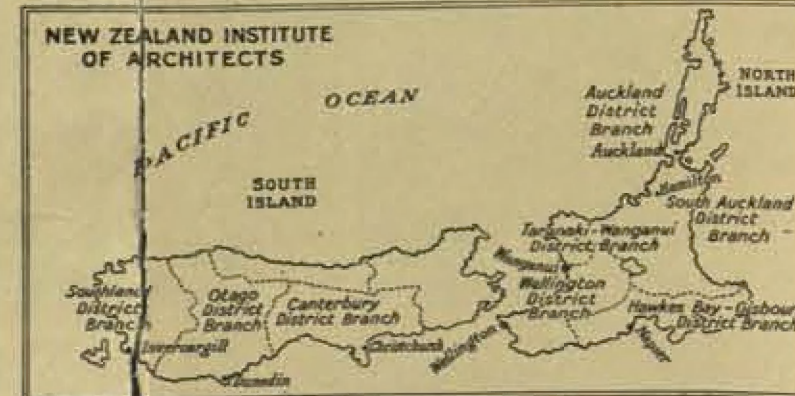 NEW ZEALAND INSTITUTE
OF ARCHITECTS
PACIFIC OCEAN
SOUTH
ISLAND
NORTH
ISLAND
Auckland
District
Branch
Auckland
Hamilton
South Auckland
District
Branch
Taranaki-Wanganui
District Branch
Wanganui
Wellington
District
Branch
Wellington
Hawkes Bay-Gisbour
District Branch
Napier
Southland
District
Branch
Otago
District
Branch
Canterbury
District Branch
Invercargill
Dunedin
Christchurch